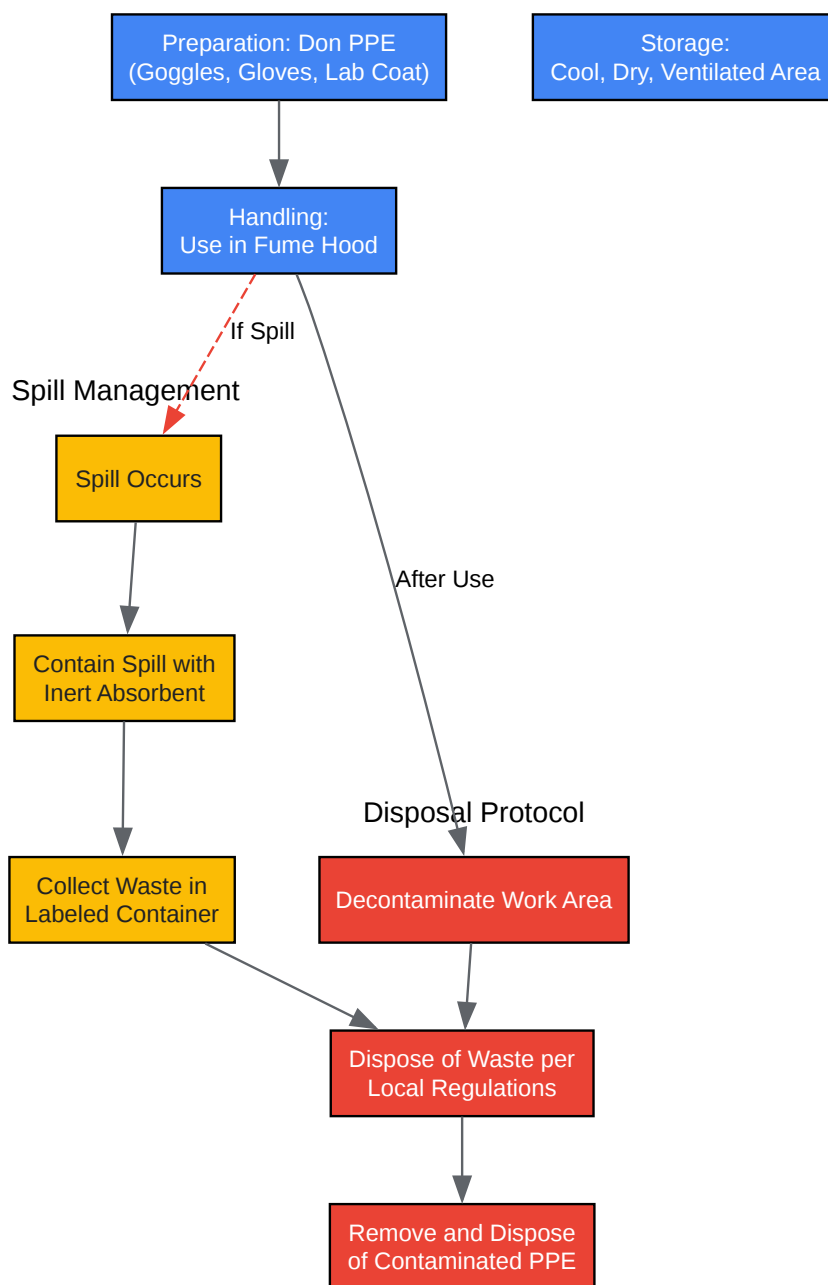 Preparation: Don PPE
(Goggles, Gloves, Lab Coat)
Storage:
Cool, Dry, Ventilated Area
Handling:
Use in Fume Hood
If Spill
Spill Management
Spill Occurs
After Use
Contain Spill with
Inert Absorbent
Disposal Protocol
Collect Waste in
Labeled Container
Decontaminate Work Area
Dispose of Waste per
Local Regulations
Remove and Dispose
of Contaminated PPE